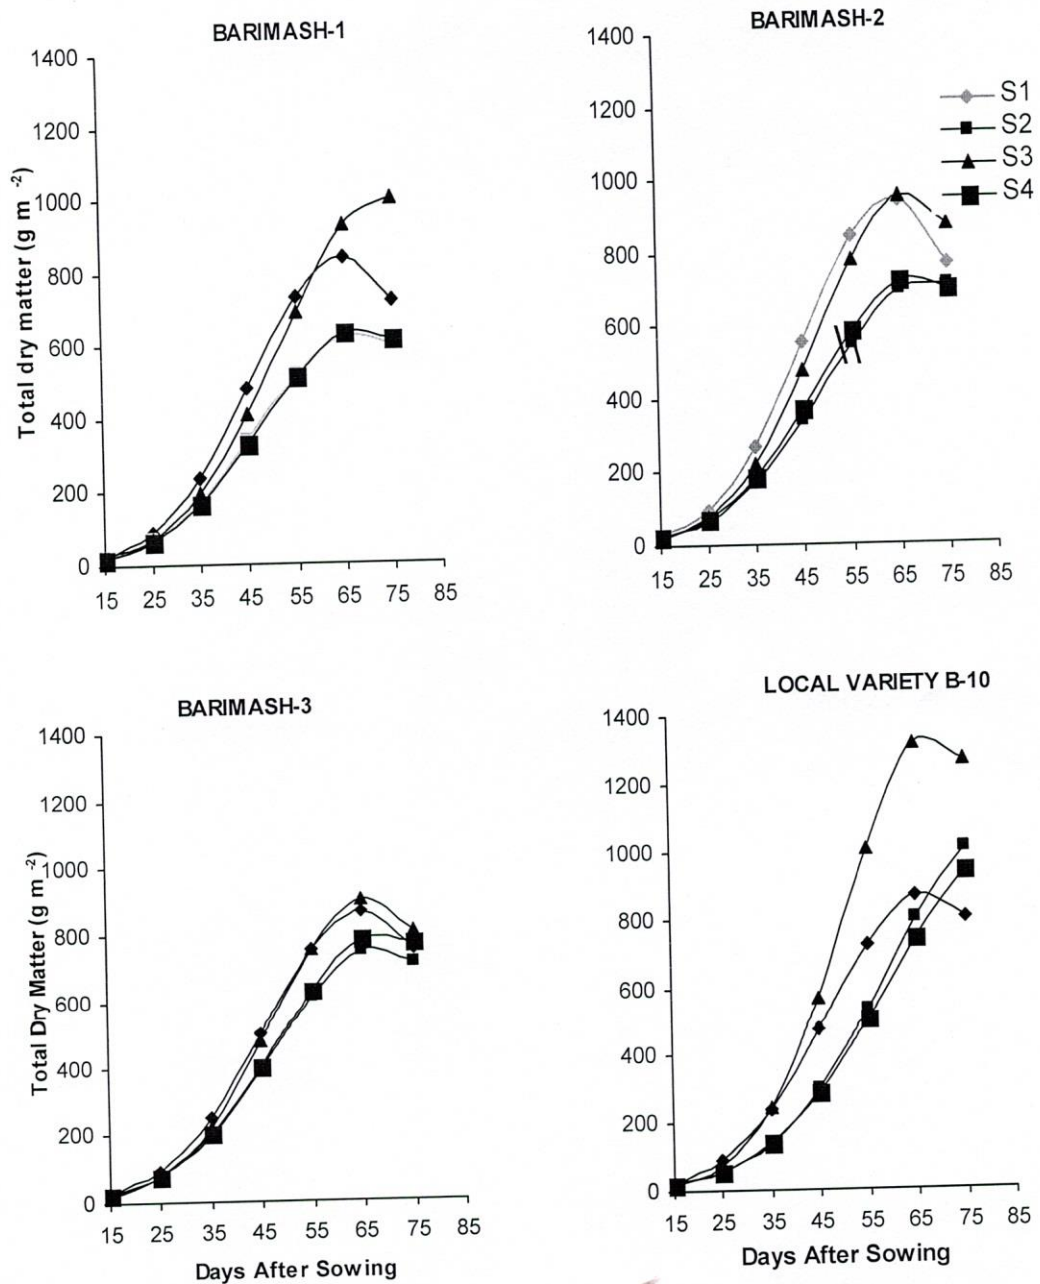 BARIMASH-1
1400
1200
1000
800
600
400
200
0
Total dry matter (g m -2)
15 25 35 45 55 65 75 85
BARIMASH-2
1400
1200
1000
800
600
400
200
0
15 25 35 45 55 65 75 85
S1
S2
S3
S4
BARIMASH-3
1400
1200
1000
800
600
400
200
0
Total Dry Matter (g m -2)
15 25 35 45 55 65 75 85
Days After Sowing
LOCAL VARIETY B-10
1400
1200
1000
800
600
400
200
0
15 25 35 45 55 65 75 85
Days After Sowing